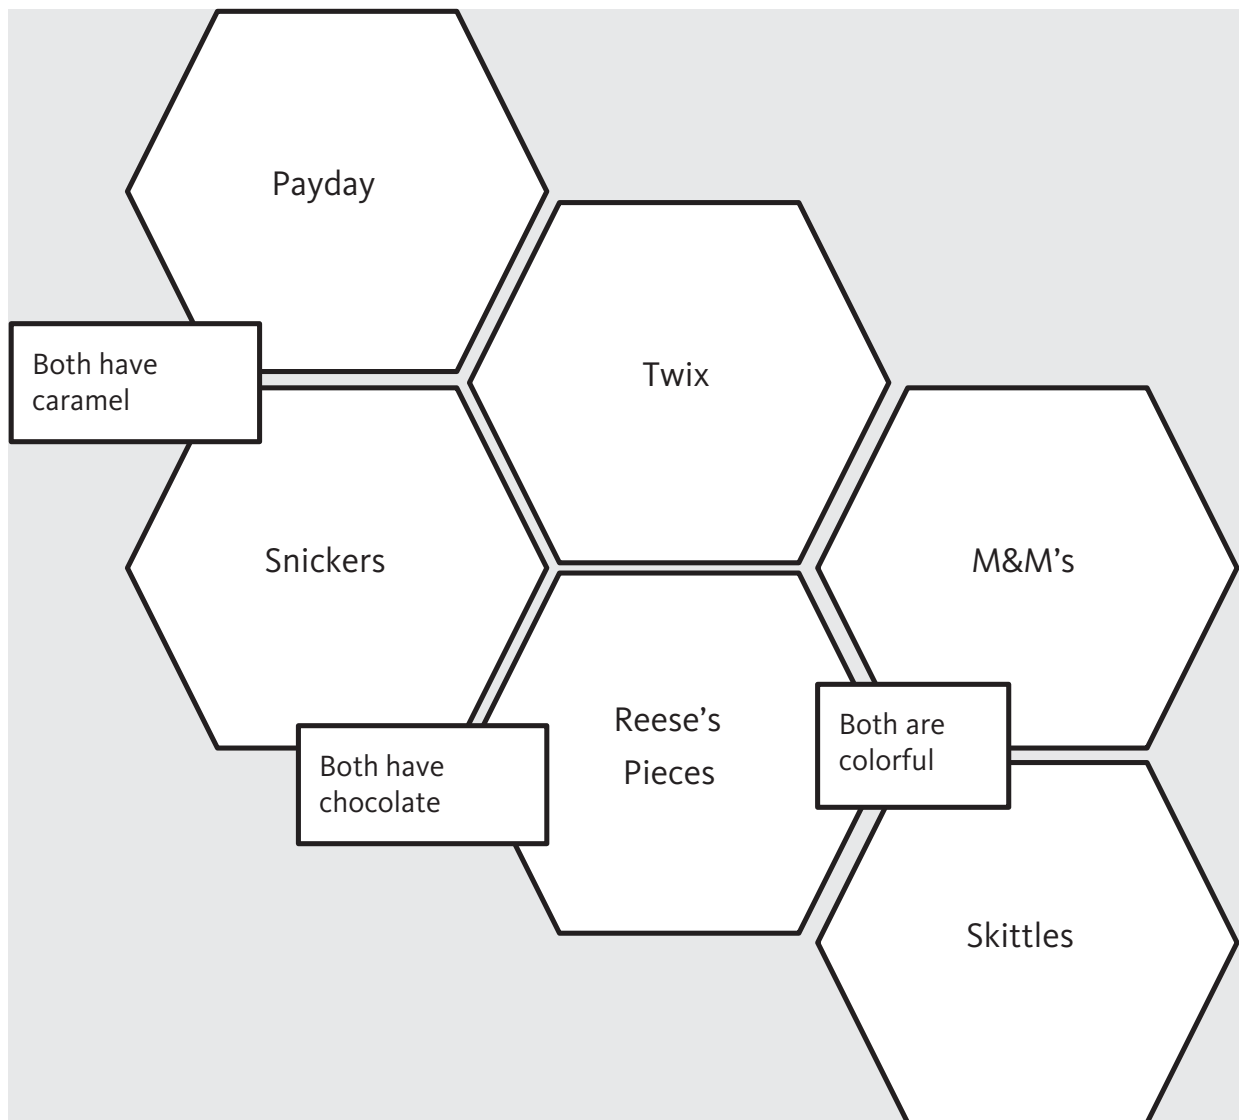 Payday
Both have
caramel
Twix
Snickers
M&M’s
Reese’s
Pieces
Both have
chocolate
Both are
colorful
Skittles